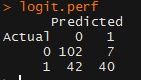 > logit.perf
Predicted
Actual 0 1
0 102 7
1 42 40
>